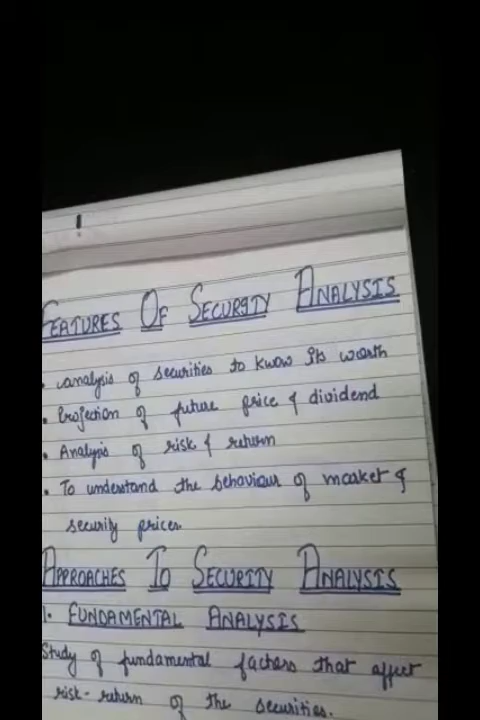 FEATURES OF SECURITY ANALYSIS
• analysis of securities to know its worth
• Projection of future price & dividend
• Analysis of risk & return
• To understand the behaviour of market &
security prices.
APPROACHES TO SECURITY ANALYSIS
1. FUNDAMENTAL ANALYSIS
Study of fundamental factors that affect
risk-return of the securities.